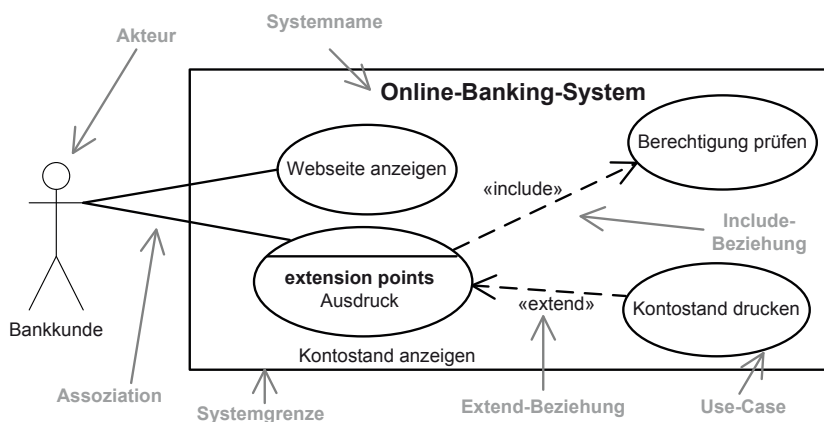 Systemname
Akteur
Online-Banking-System
Berechtigung prüfen
Webseite anzeigen
«include»
Include-
Beziehung
extension points
Ausdruck
«extend»
Kontostand drucken
Bankkunde
Kontostand anzeigen
Assoziation
Systemgrenze
Extend-Beziehung
Use-Case